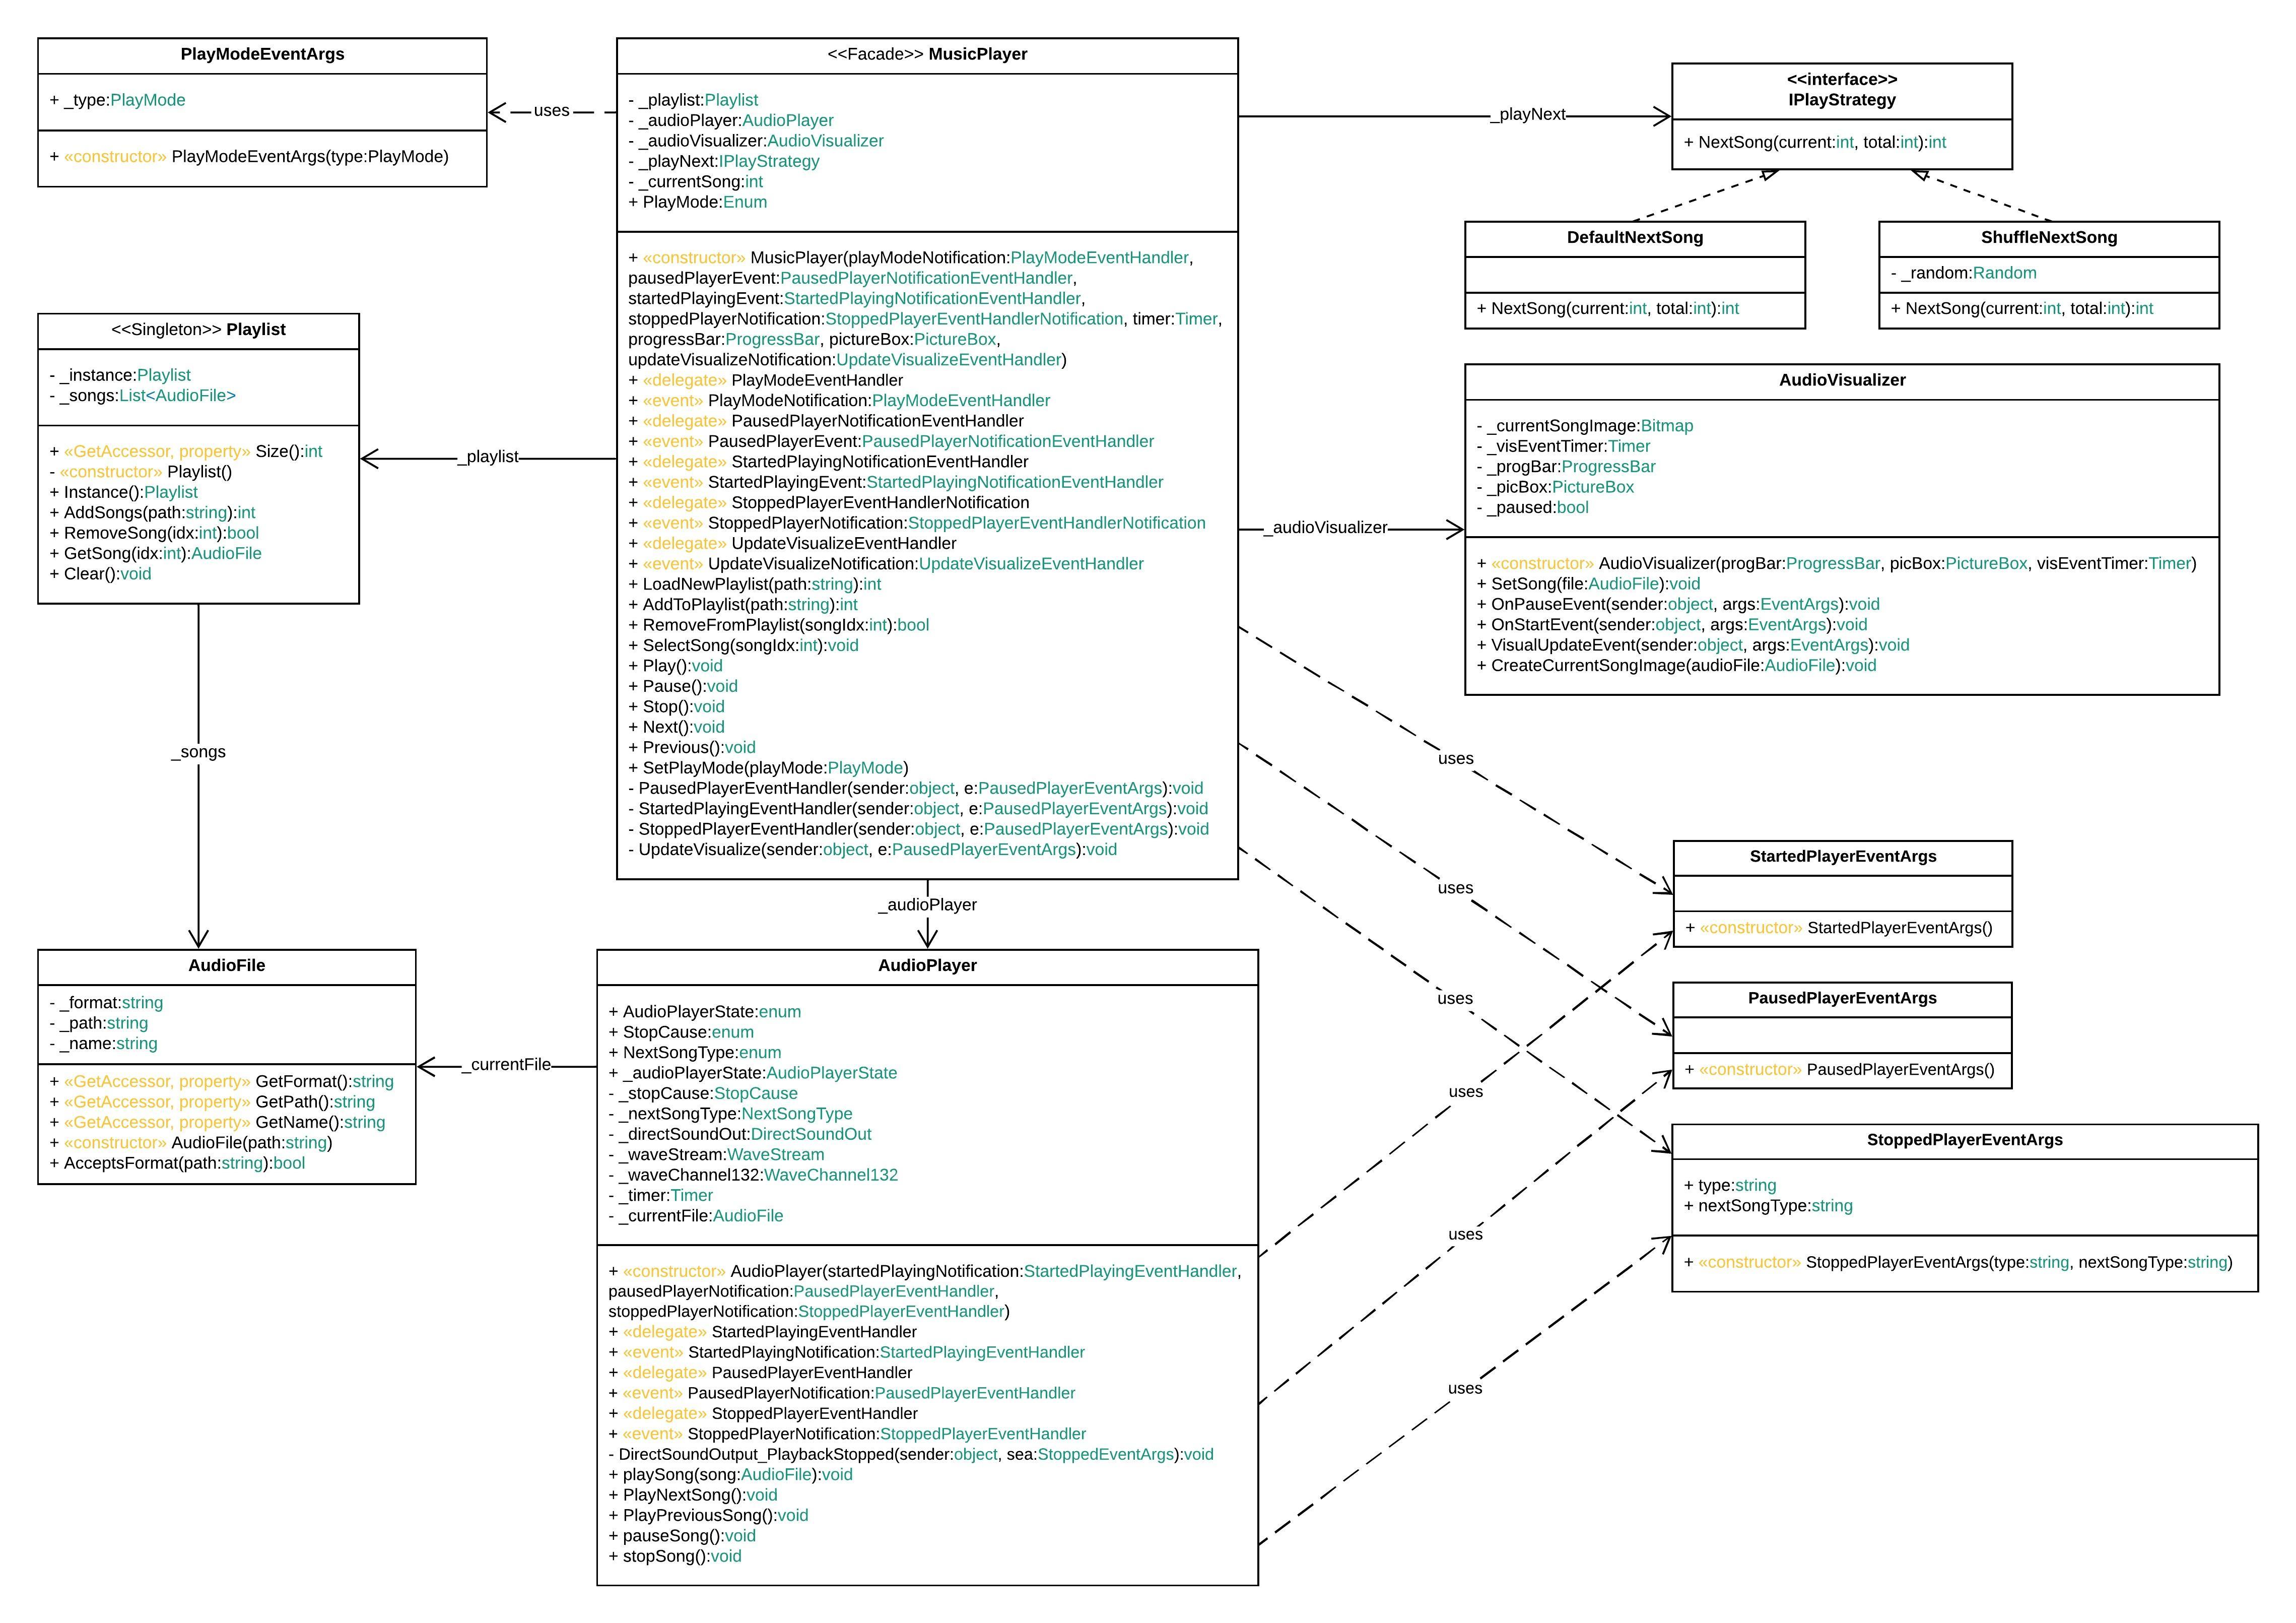 PlayModeEventArgs
+ _type:PlayMode
+ «constructor» PlayModeEventArgs(type:PlayMode)
uses
<<Facade>> MusicPlayer
- _playlist:Playlist
- _audioPlayer:AudioPlayer
- _audioVisualizer:AudioVisualizer
- _playNext:IPlayStrategy
- _currentSong:int
+ PlayMode:Enum
+ «constructor» MusicPlayer(playModeNotification:PlayModeEventHandler,
pausedPlayerEvent:PausedPlayerNotificationEventHandler,
startedPlayingEvent:StartedPlayingNotificationEventHandler,
stoppedPlayerNotification:StoppedPlayerEventHandlerNotification, timer:Timer,
progressBar:ProgressBar, pictureBox:PictureBox,
updateVisualizeNotification:UpdateVisualizeEventHandler)
+ «delegate» PlayModeEventHandler
+ «event» PlayModeNotification:PlayModeEventHandler
+ «delegate» PausedPlayerNotificationEventHandler
+ «event» PausedPlayerEvent:PausedPlayerNotificationEventHandler
+ «delegate» StartedPlayingNotificationEventHandler
+ «event» StartedPlayingEvent:StartedPlayingNotificationEventHandler
+ «delegate» StoppedPlayerEventHandlerNotification
+ «event» StoppedPlayerNotification:StoppedPlayerEventHandlerNotification
+ «delegate» UpdateVisualizeEventHandler
+ «event» UpdateVisualizeNotification:UpdateVisualizeEventHandler
+ LoadNewPlaylist(path:string):int
+ AddToPlaylist(path:string):int
+ RemoveFromPlaylist(songIdx:int):bool
+ SelectSong(songIdx:int):void
+ Play():void
+ Pause():void
+ Stop():void
+ Next():void
+ Previous():void
+ SetPlayMode(playMode:PlayMode)
- PausedPlayerEventHandler(sender:object, e:PausedPlayerEventArgs):void
- StartedPlayingEventHandler(sender:object, e:PausedPlayerEventArgs):void
- StoppedPlayerEventHandler(sender:object, e:PausedPlayerEventArgs):void
- UpdateVisualize(sender:object, e:PausedPlayerEventArgs):void
_playNext
<<interface>>
IPlayStrategy
+ NextSong(current:int, total:int):int
DefaultNextSong
+ NextSong(current:int, total:int):int
ShuffleNextSong
- _random:Random
+ NextSong(current:int, total:int):int
<<Singleton>> Playlist
- _instance:Playlist
- _songs:List<AudioFile>
+ «GetAccessor, property» Size():int
- «constructor» Playlist()
+ Instance():Playlist
+ AddSongs(path:string):int
+ RemoveSong(idx:int):bool
+ GetSong(idx:int):AudioFile
+ Clear():void
_playlist
_audioVisualizer
AudioVisualizer
- _currentSongImage:Bitmap
- _visEventTimer:Timer
- _progBar:ProgressBar
- _picBox:PictureBox
- _paused:bool
+ «constructor» AudioVisualizer(progBar:ProgressBar, picBox:PictureBox, visEventTimer:Timer)
+ SetSong(file:AudioFile):void
+ OnPauseEvent(sender:object, args:EventArgs):void
+ OnStartEvent(sender:object, args:EventArgs):void
+ VisualUpdateEvent(sender:object, args:EventArgs):void
+ CreateCurrentSongImage(audioFile:AudioFile):void
_songs
_audioPlayer
uses
uses
uses
StartedPlayerEventArgs
+ «constructor» StartedPlayerEventArgs()
AudioFile
- _format:string
- _path:string
- _name:string
+ «GetAccessor, property» GetFormat():string
+ «GetAccessor, property» GetPath():string
+ «GetAccessor, property» GetName():string
+ «constructor» AudioFile(path:string)
+ AcceptsFormat(path:string):bool
_currentFile
AudioPlayer
+ AudioPlayerState:enum
+ StopCause:enum
+ NextSongType:enum
+ _audioPlayerState:AudioPlayerState
- _stopCause:StopCause
- _nextSongType:NextSongType
- _directSoundOut:DirectSoundOut
- _waveStream:WaveStream
- _waveChannel132:WaveChannel132
- _timer:Timer
- _currentFile:AudioFile
+ «constructor» AudioPlayer(startedPlayingNotification:StartedPlayingEventHandler,
pausedPlayerNotification:PausedPlayerEventHandler,
stoppedPlayerNotification:StoppedPlayerEventHandler)
+ «delegate» StartedPlayingEventHandler
+ «event» StartedPlayingNotification:StartedPlayingEventHandler
+ «delegate» PausedPlayerEventHandler
+ «event» PausedPlayerNotification:PausedPlayerEventHandler
+ «delegate» StoppedPlayerEventHandler
+ «event» StoppedPlayerNotification:StoppedPlayerEventHandler
- DirectSoundOutput_PlaybackStopped(sender:object, sea:StoppedEventArgs):void
+ playSong(song:AudioFile):void
+ PlayNextSong():void
+ PlayPreviousSong():void
+ pauseSong():void
+ stopSong():void
PausedPlayerEventArgs
+ «constructor» PausedPlayerEventArgs()
uses
uses
uses
StoppedPlayerEventArgs
+ type:string
+ nextSongType:string
+ «constructor» StoppedPlayerEventArgs(type:string, nextSongType:string)